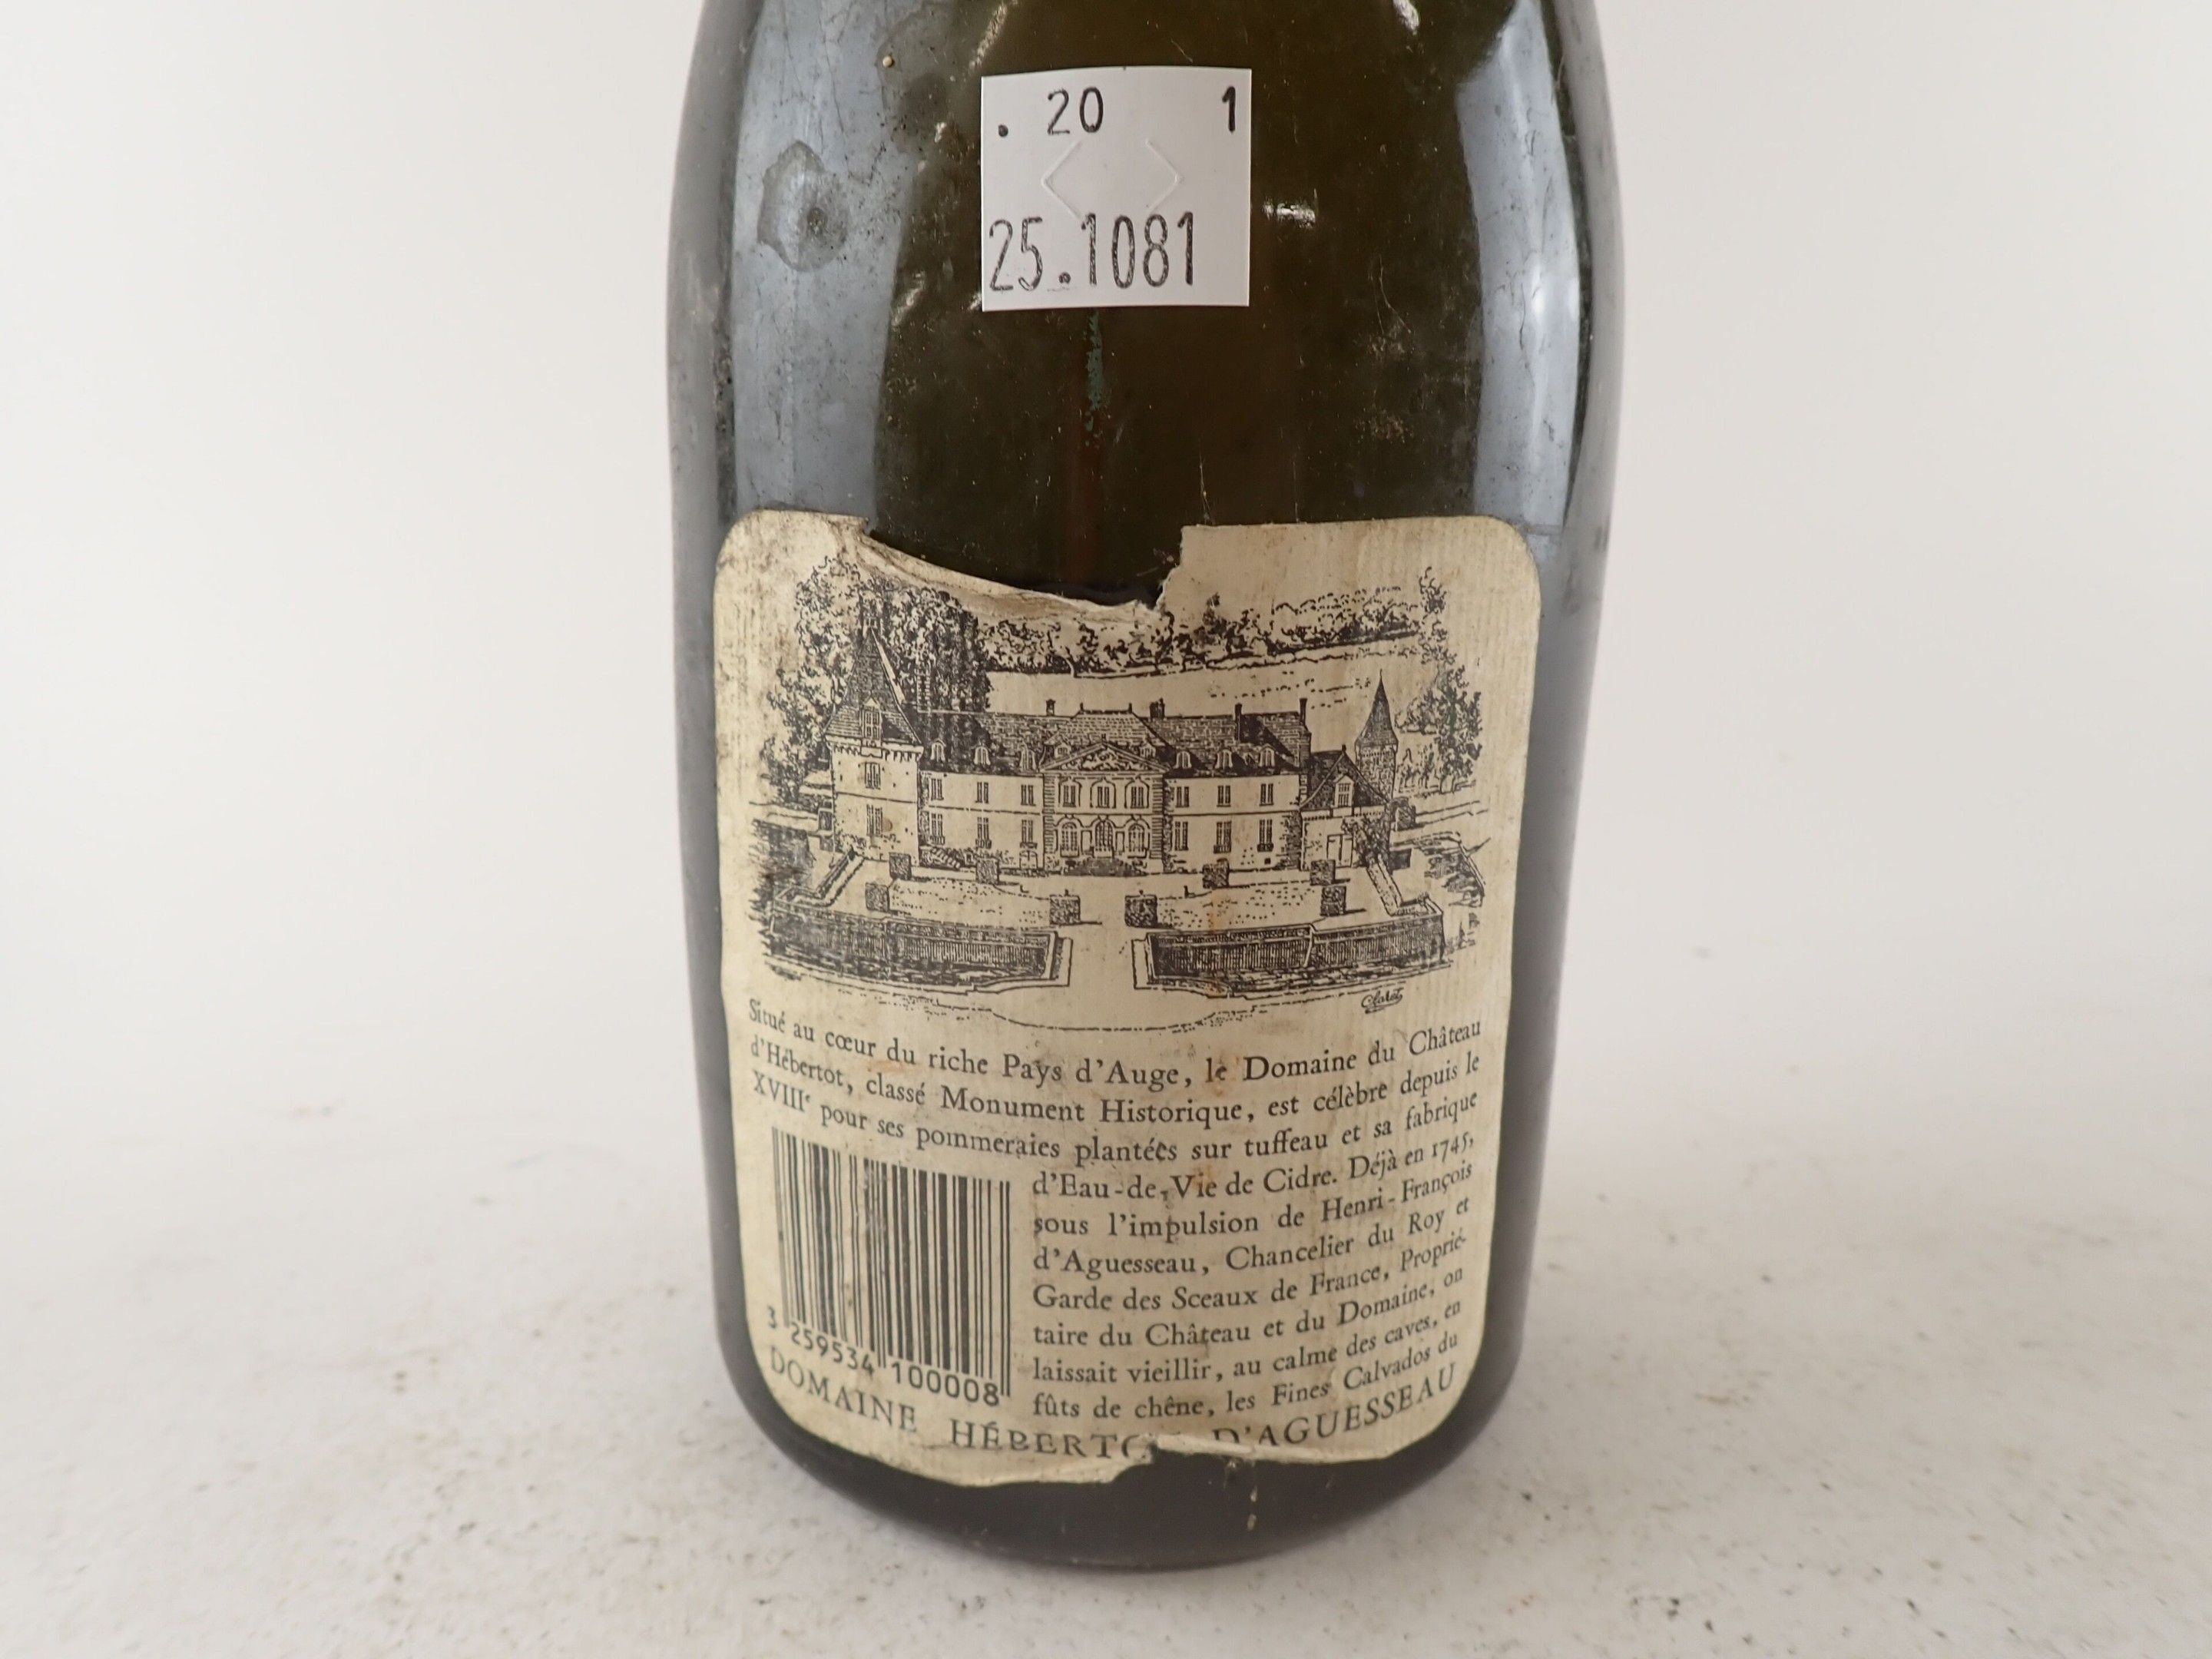 . 20 1
25.1081
Claret
Situé au cœur du riche Pays d'Auge, le Domaine du Château
d'Hébertot, classé Monument Historique, est célèbre depuis le
XVIIIe pour ses pommeraies plantées sur tuffeau et sa fabrique
d'Eau-de-Vie de Cidre. Déjà en 1745,
sous l'impulsion de Henri-François
d'Aguesseau, Chancelier du Roy et
Garde des Sceaux de France, Proprié-
taire du Château et du Domaine, on
laissait vieillir, au calme des caves, en
fûts de chêne, les Fines Calvados du
3 259534 100008
DOMAINE HÉBERTO D'AGUESSEAU